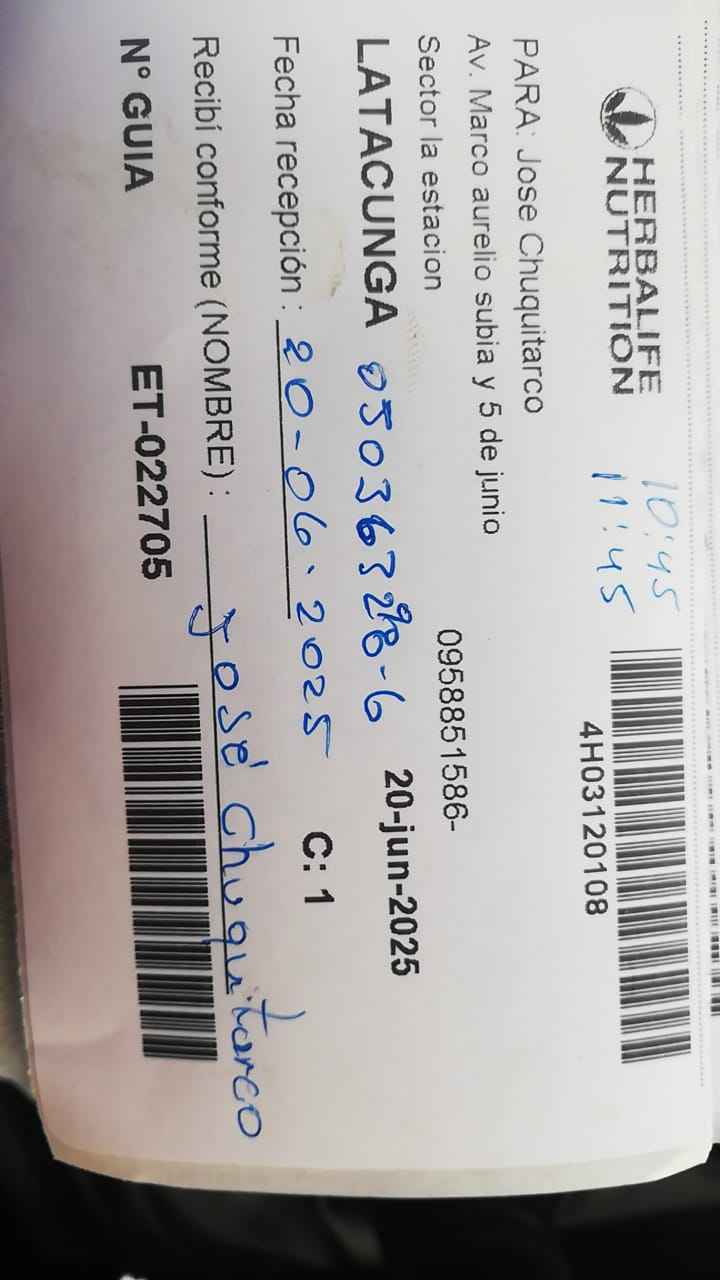 HERBALIFE
NUTRITION
10:45
11:45
4H03120108
PARA: Jose Chuquitarco
Av. Marco aurelio subia y 5 de junio
Sector la estacion
0958851586-
LATACUNGA
20-jun-2025
Fecha recepción : 20-06-2025
C: 1
Recibí conforme (NOMBRE) : José Chuquitarco
N° GUIA ET-022705